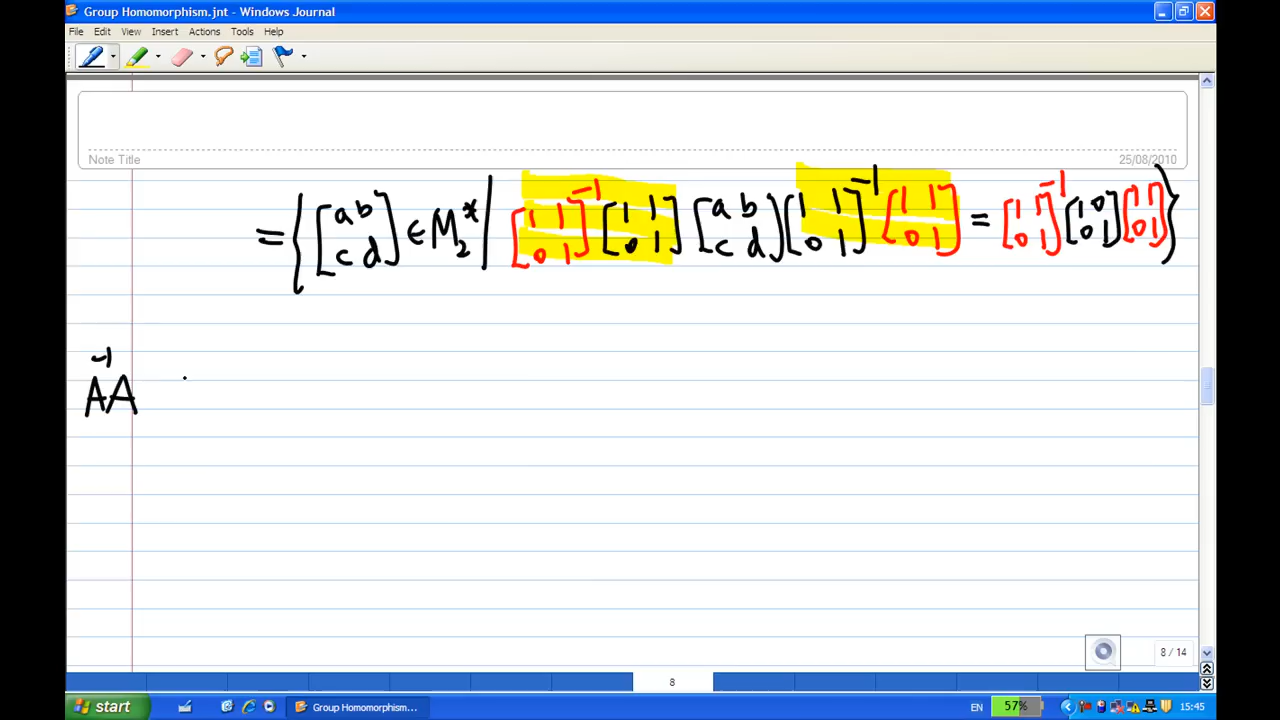 Group Homomorphism.jnt - Windows Journal
File Edit View Insert Actions Tools Help
Note Title
25/08/2010
= { [a b; c d] ∈ M₂* | [1 1; 0 1]⁻¹ [1 1; 0 1] [a b; c d] [1 1; 0 1]⁻¹ [1 1; 0 1] = [1 1; 0 1]⁻¹ [1 0; 0 1] [1 1; 0 1] }
A⁻¹A
8 / 14
8
start
Group Homomorphism...
EN
57%
15:45